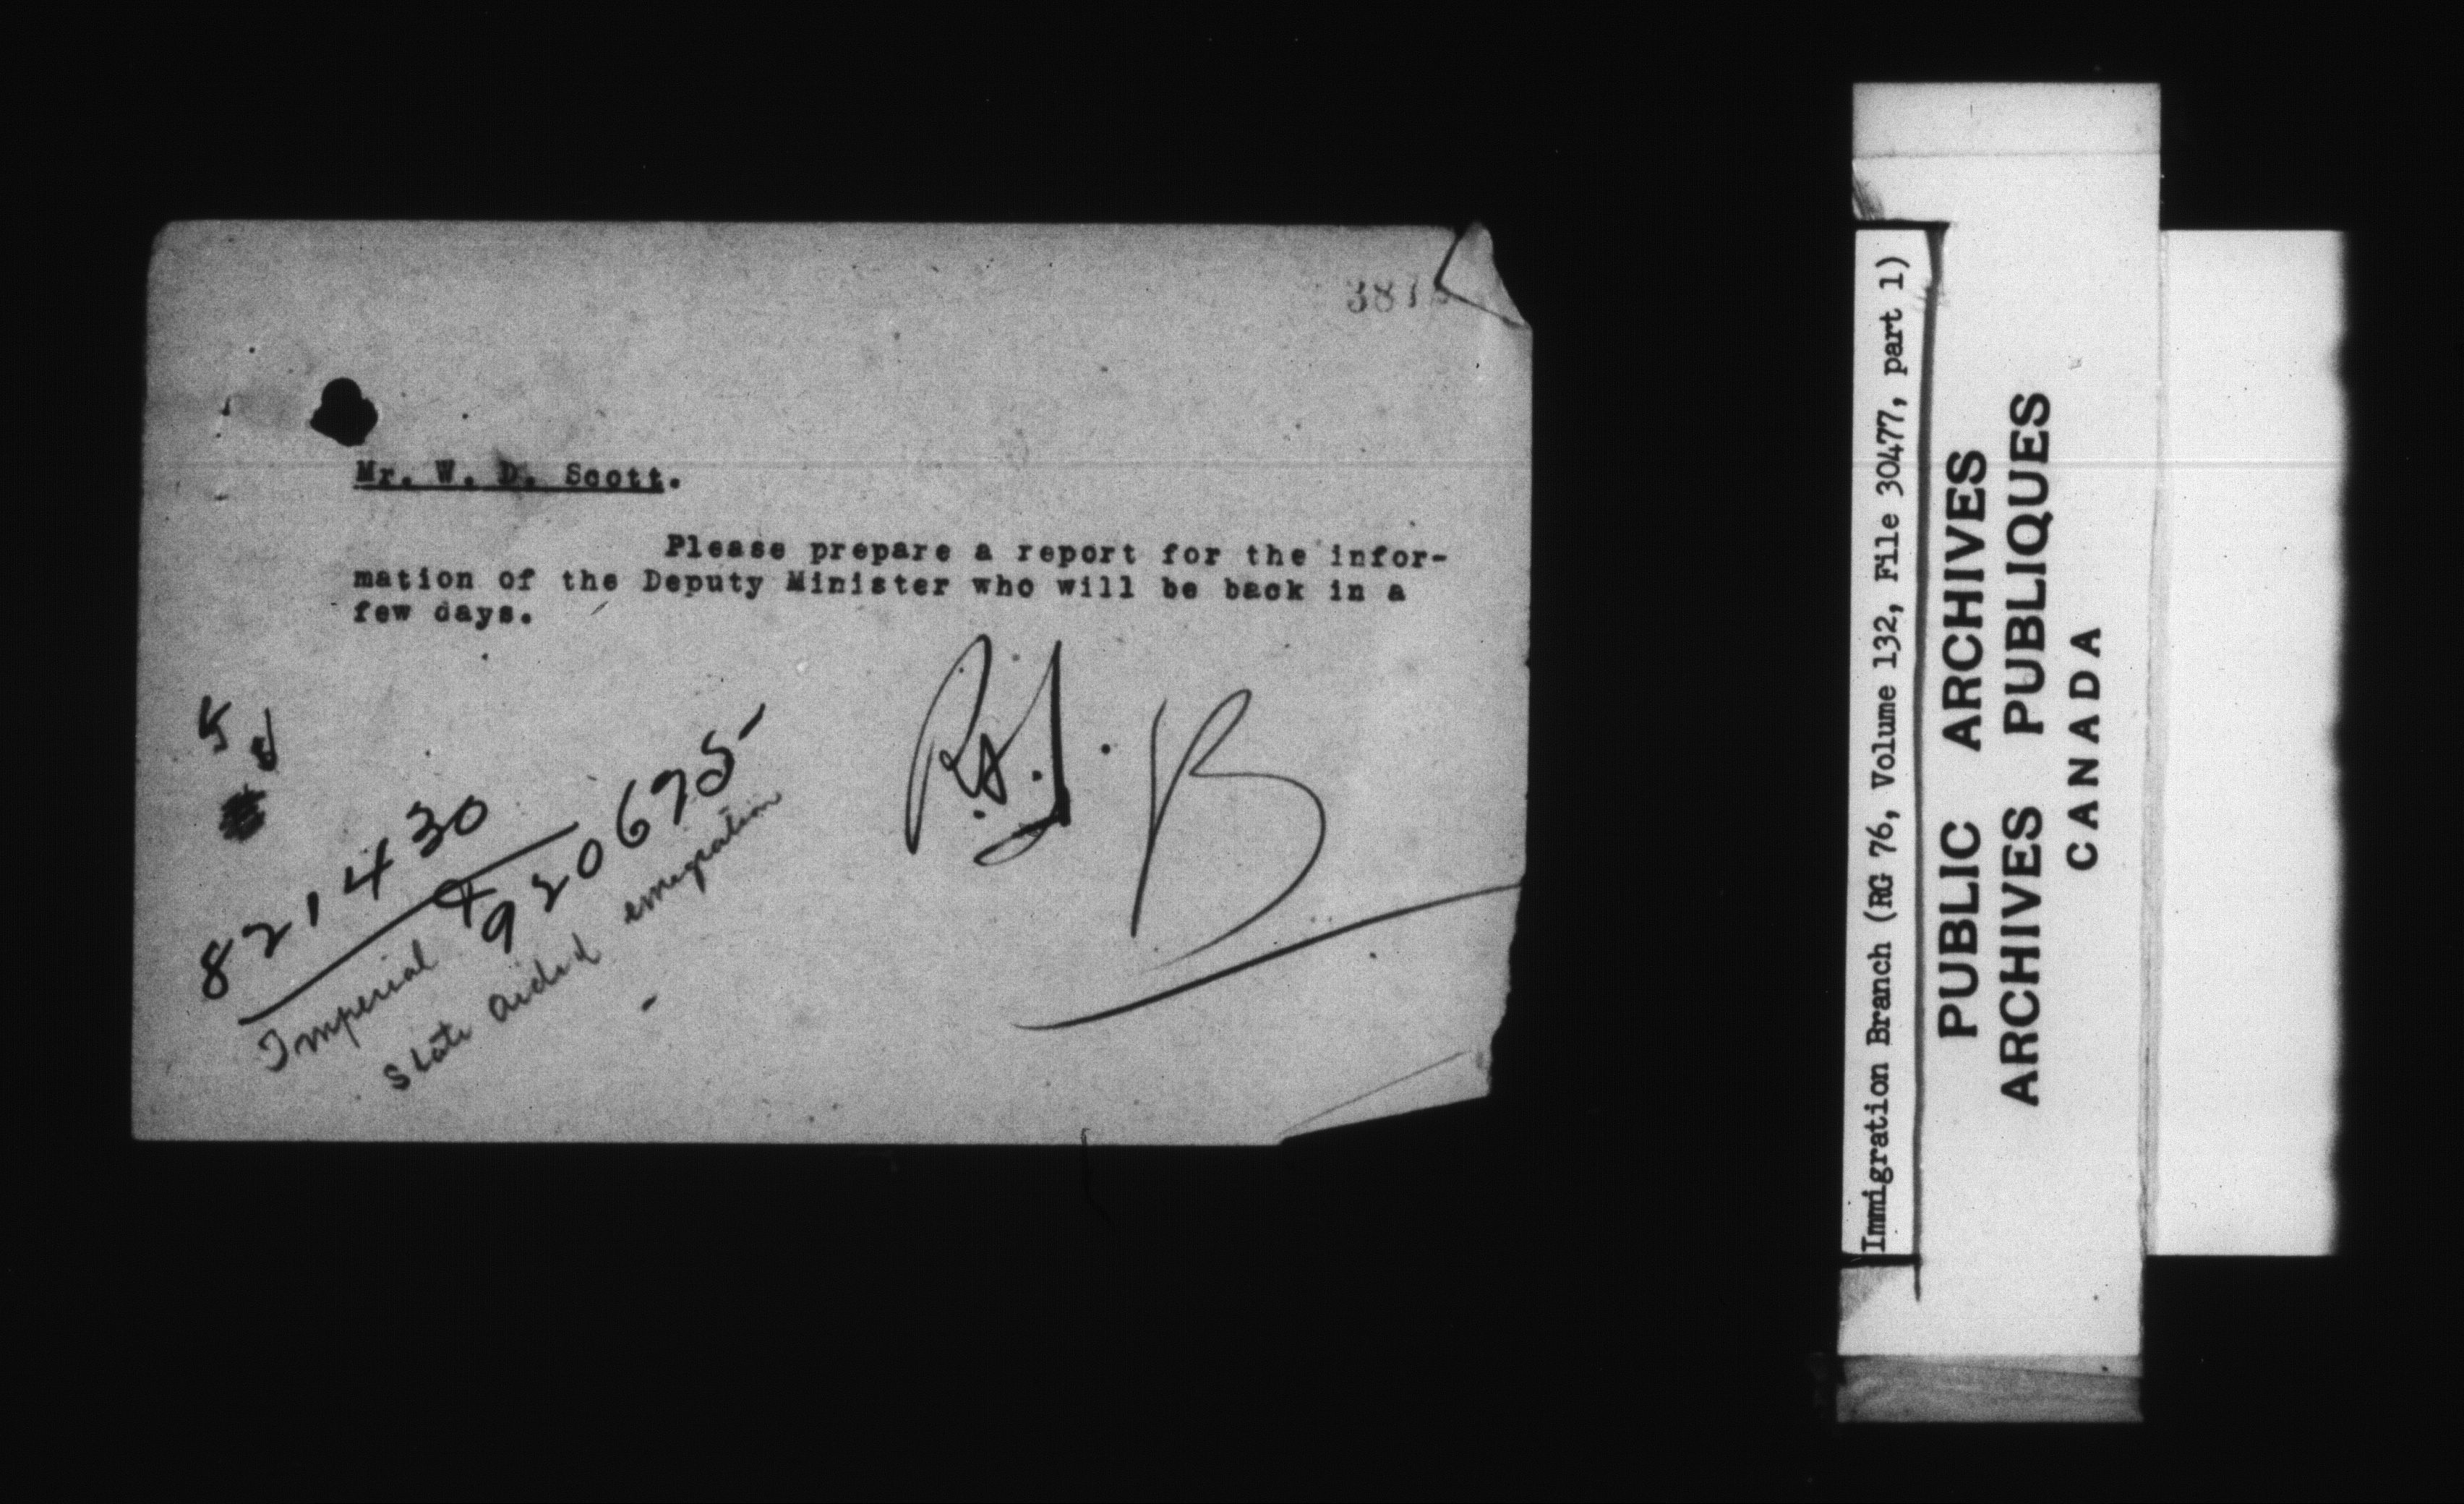 Mr. W. D. Scott.
Please prepare a report for the infor-
mation of the Deputy Minister who will be back in a
few days.
821430
& 920675
Imperial
State aided emigration
Immigration Branch (RG 76, Volume 132, File 30477, part 1)
PUBLIC ARCHIVES
ARCHIVES PUBLIQUES
CANADA